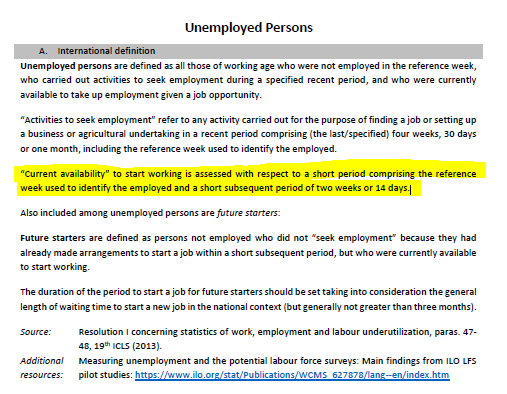 Unemployed Persons
A. International definition
Unemployed persons are defined as all those of working age who were not employed in the reference week,
who carried out activities to seek employment during a specified recent period, and who were currently
available to take up employment given a job opportunity.
“Activities to seek employment” refer to any activity carried out for the purpose of finding a job or setting up
a business or agricultural undertaking in a recent period comprising (the last/specified) four weeks, 30 days
or one month, including the reference week used to identify the employed.
“Current availability” to start working is assessed with respect to a short period comprising the reference
week used to identify the employed and a short subsequent period of two weeks or 14 days.
Also included among unemployed persons are future starters:
Future starters are defined as persons not employed who did not “seek employment” because they had
already made arrangements to start a job within a short subsequent period, but who were currently available
to start working.
The duration of the period to start a job for future starters should be set taking into consideration the general
length of waiting time to start a new job in the national context (but generally not greater than three months).
Source: Resolution I concerning statistics of work, employment and labour underutilization, paras. 47-
48, 19th ICLS (2013).
Additional Measuring unemployment and the potential labour force surveys: Main findings from ILO LFS
resources: pilot studies: https://www.ilo.org/stat/Publications/WCMS_627878/lang--en/index.htm